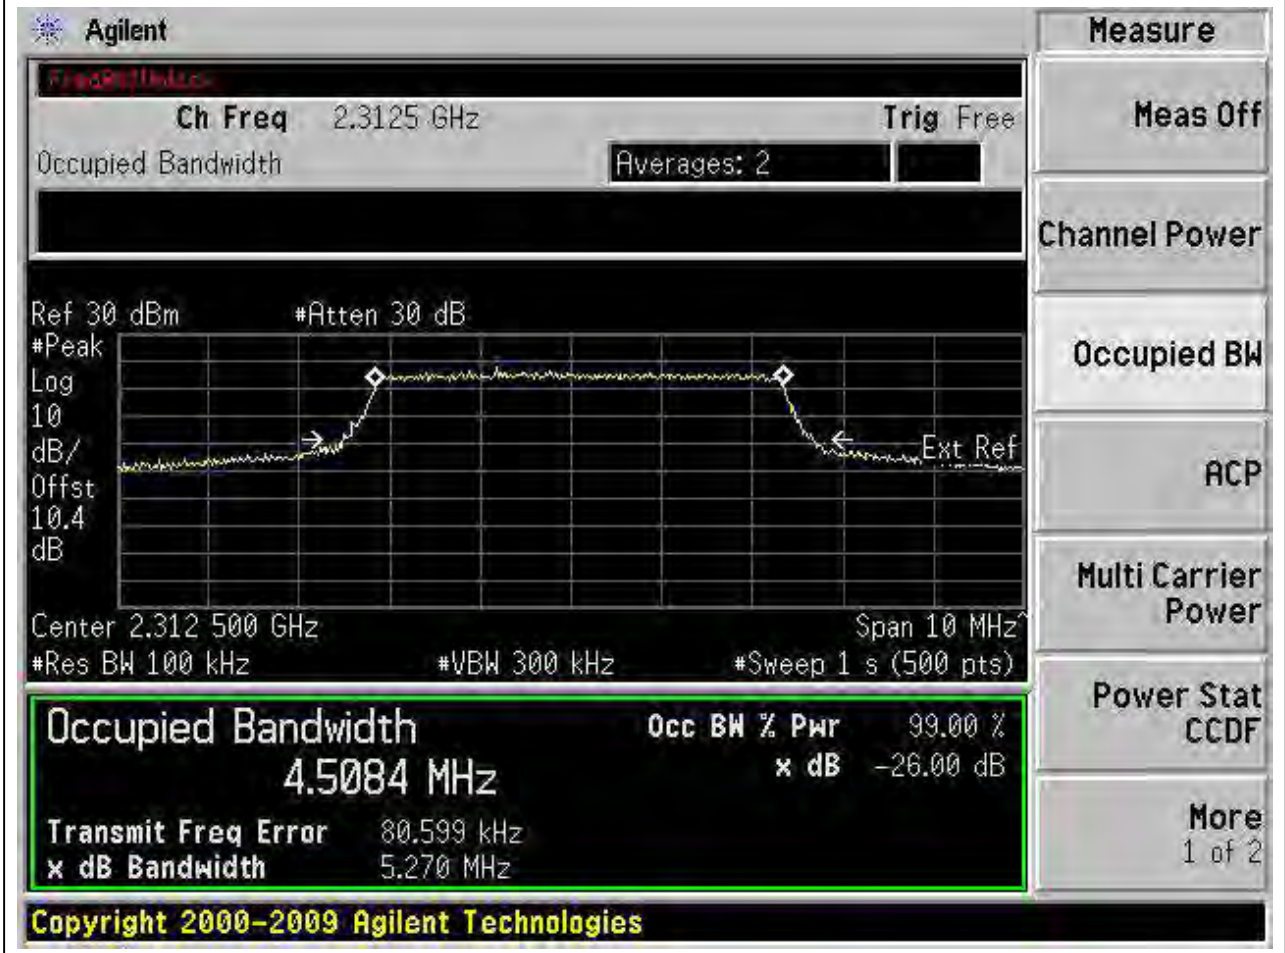 Agilent
Measure
Ch Freq 2.3125 GHz Trig Free
Meas Off
Occupied Bandwidth Averages: 2
Channel Power
Ref 30 dBm #Atten 30 dB
#Peak
Log
10
dB/
Offst
10.4
dB
Ext Ref
Occupied BW
ACP
Center 2.312 500 GHz Span 10 MHz^
#Res BW 100 kHz #VBW 300 kHz #Sweep 1 s (500 pts)
Multi Carrier
Power
Occupied Bandwidth Occ BW % Pwr 99.00 %
4.5084 MHz x dB -26.00 dB
Transmit Freq Error 80.599 kHz
x dB Bandwidth 5.270 MHz
Power Stat
CCDF
More
1 of 2
Copyright 2000-2009 Agilent Technologies